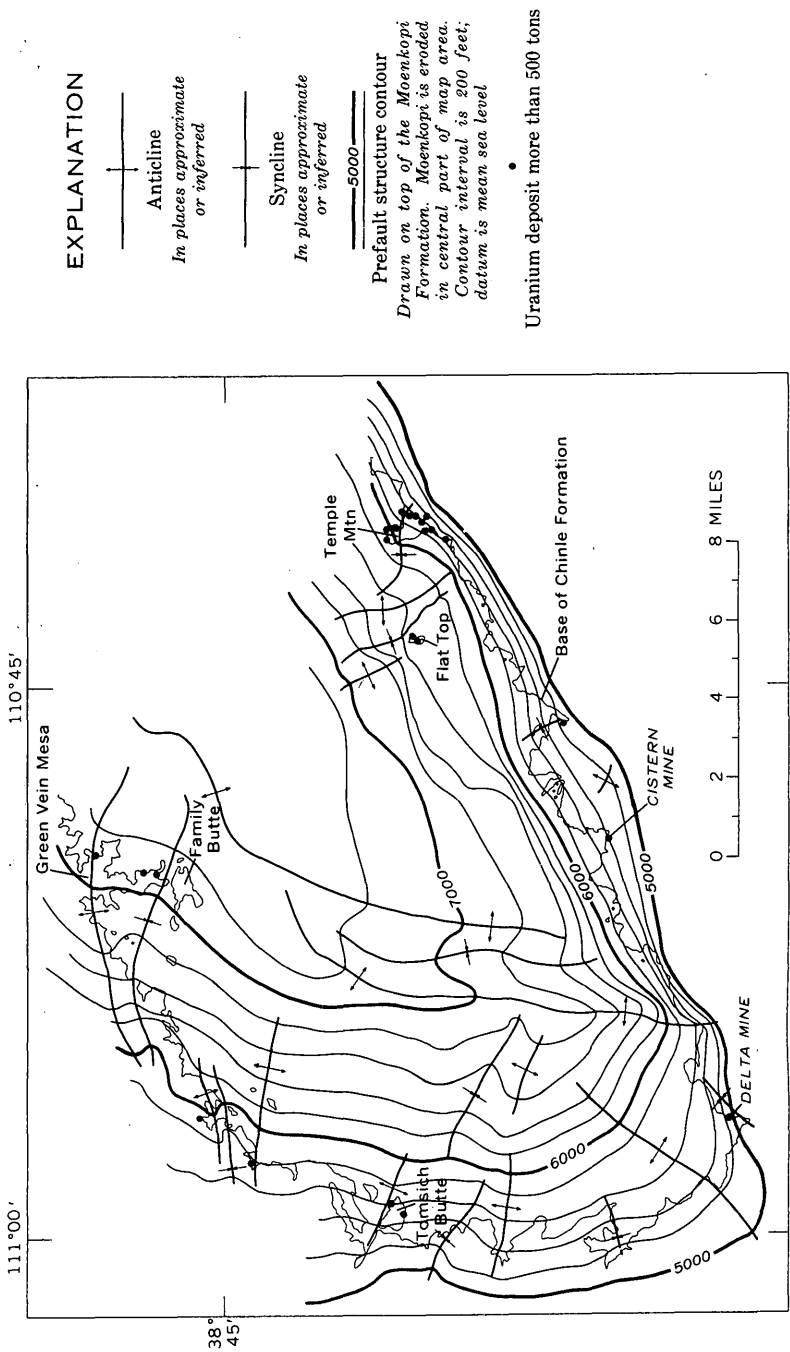 EXPLANATION
Anticline
In places approximate
or inferred
Syncline
In places approximate
or inferred
5000
Prefault structure contour
Drawn on top of the Moenkopi
Formation. Moenkopi is eroded
in central part of map area.
Contour interval is 200 feet;
datum is mean sea level
Uranium deposit more than 500 tons
111°00′
110°45′
38°
45′
Green Vein Mesa
Family
Butte
Temple
Mtn
Flat Top
7000
Tomsich
Butte
6000
6000
5000
5000
Base of Chinle Formation
CISTERN
MINE
DELTA MINE
0 2 4 6 8 MILES